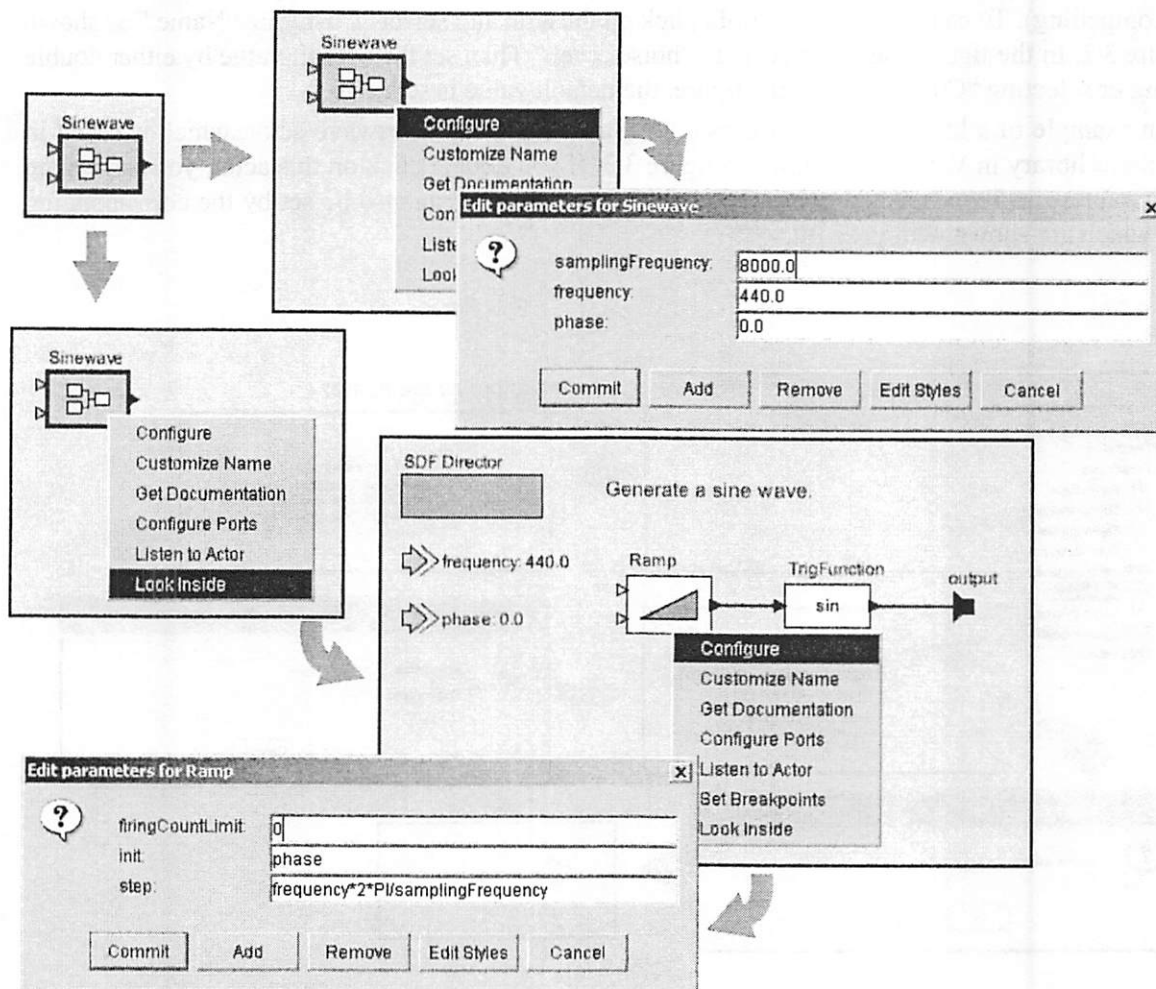 Sinewave
Configure
Customize Name
Get Documentation
Con
Liste
Look
Sinewave
Edit parameters for Sinewave
x
?
samplingFrequency:
8000.0
frequency:
440.0
phase:
0.0
Commit
Add
Remove
Edit Styles
Cancel
Sinewave
Configure
Customize Name
Get Documentation
Configure Ports
Listen to Actor
Look Inside
SDF Director
Generate a sine wave.
frequency: 440.0
phase: 0.0
Ramp
TrigFunction
sin
output
Configure
Customize Name
Get Documentation
Configure Ports
Listen to Actor
Set Breakpoints
Look Inside
Edit parameters for Ramp
x
?
firingCountLimit:
0
init:
phase
step:
frequency*2*PI/samplingFrequency
Commit
Add
Remove
Edit Styles
Cancel